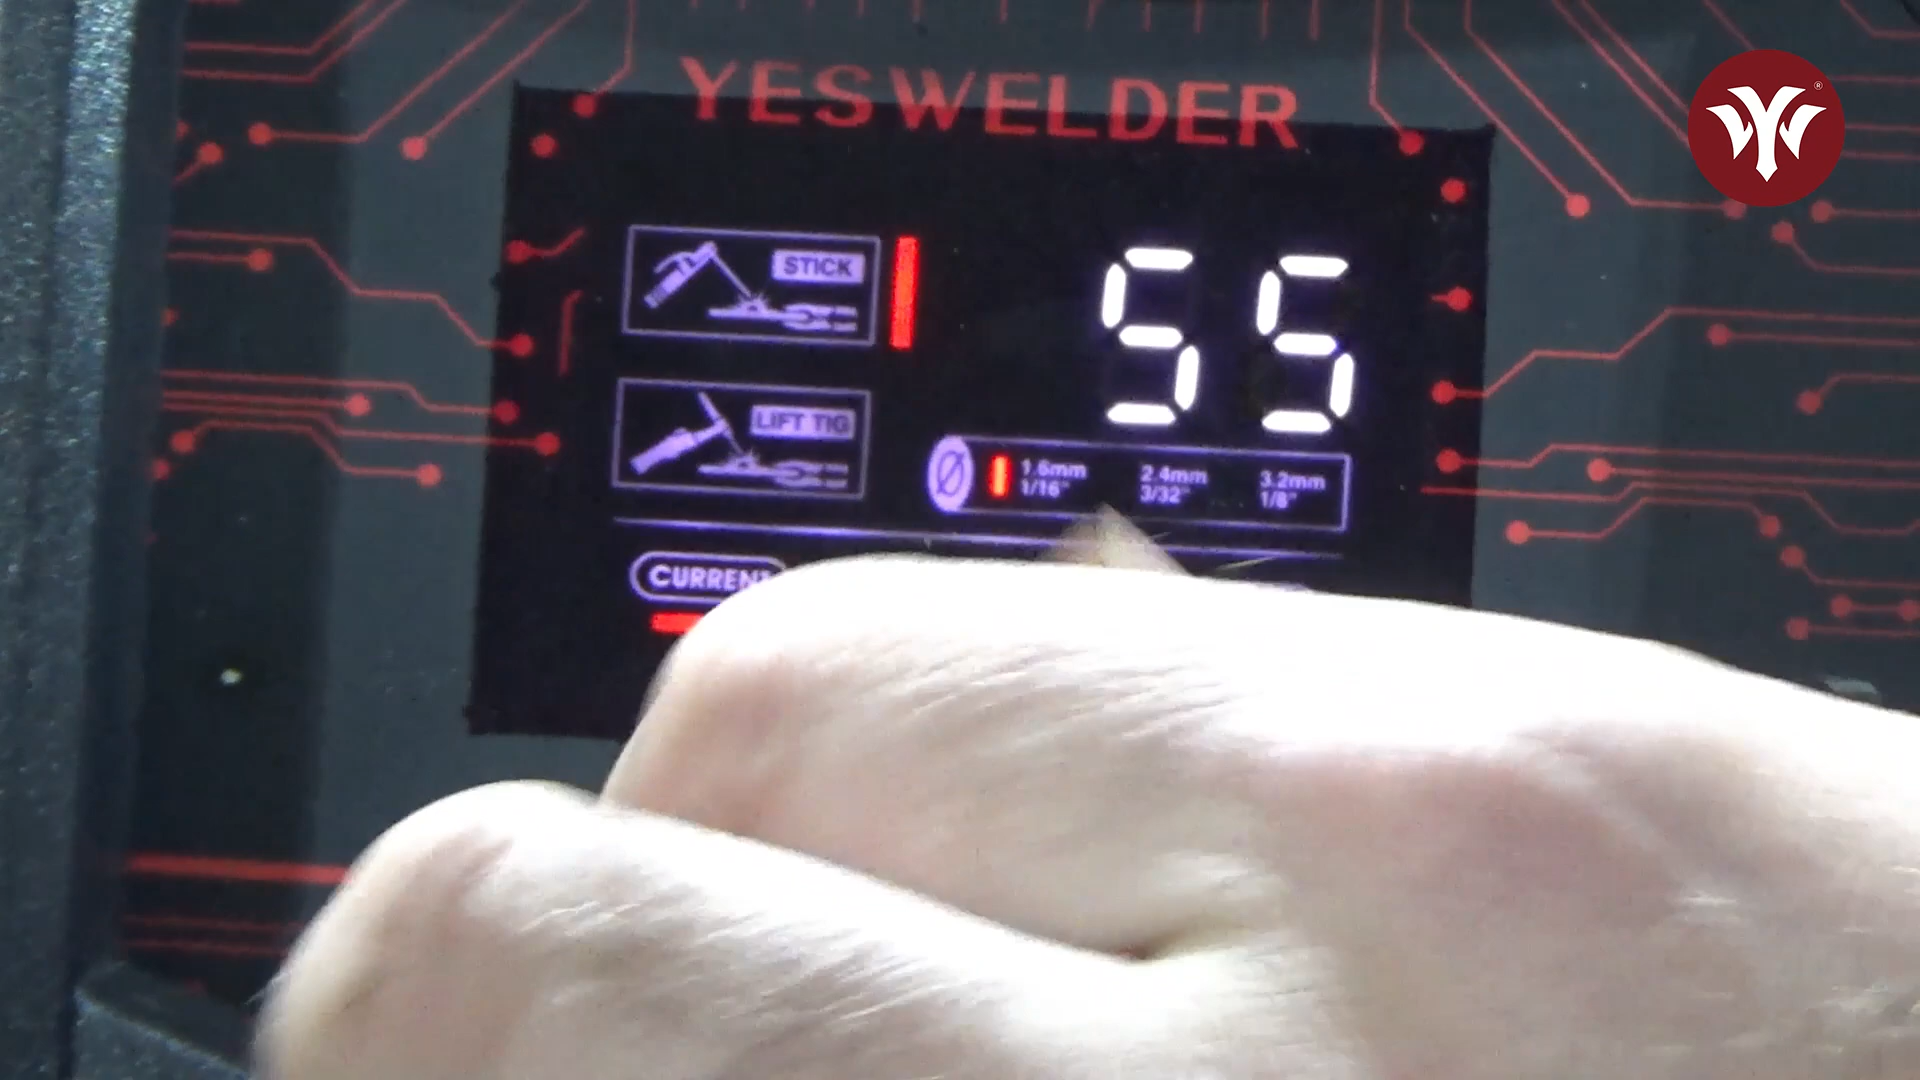 YESWELDER
STICK
55
LIFT TIG
1.6mm 2.4mm 3.2mm
1/16" 3/32" 1/8"
CURRENT